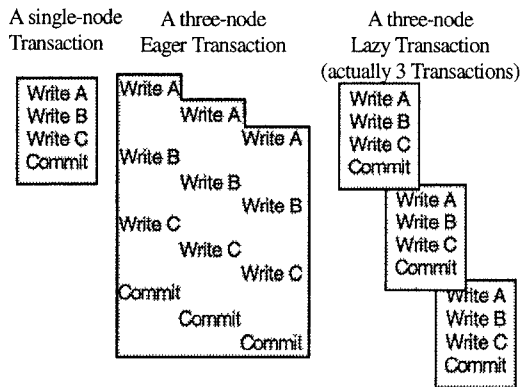 A single-node
Transaction
Write A
Write B
Write C
Commit
A three-node
Eager Transaction
Write A
Write A
Write A
Write B
Write B
Write B
Write C
Write C
Write C
Commit
Commit
Commit
A three-node
Lazy Transaction
(actually 3 Transactions)
Write A
Write B
Write C
Commit
Write A
Write B
Write C
Commit
Write A
Write B
Write C
Commit